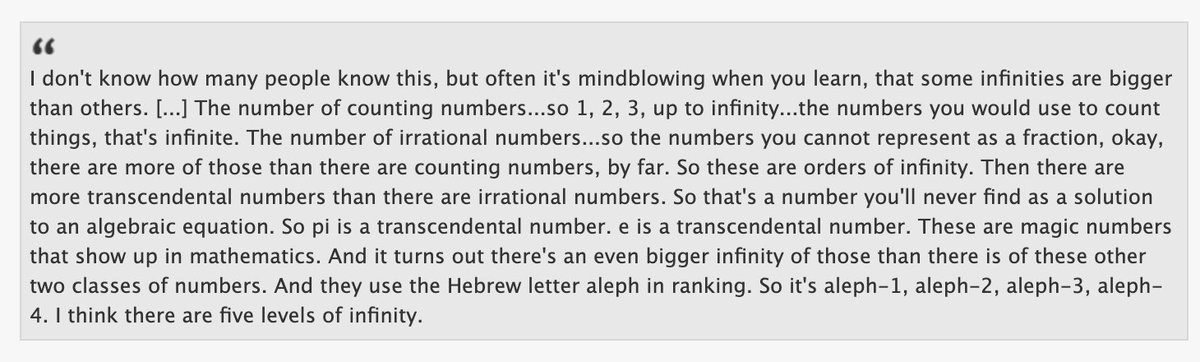 “
I don't know how many people know this, but often it's mindblowing when you learn, that some infinities are bigger
than others. [...] The number of counting numbers...so 1, 2, 3, up to infinity...the numbers you would use to count
things, that's infinite. The number of irrational numbers...so the numbers you cannot represent as a fraction, okay,
there are more of those than there are counting numbers, by far. So these are orders of infinity. Then there are
more transcendental numbers than there are irrational numbers. So that's a number you'll never find as a solution
to an algebraic equation. So pi is a transcendental number. e is a transcendental number. These are magic numbers
that show up in mathematics. And it turns out there's an even bigger infinity of those than there is of these other
two classes of numbers. And they use the Hebrew letter aleph in ranking. So it's aleph-1, aleph-2, aleph-3, aleph-
4. I think there are five levels of infinity.